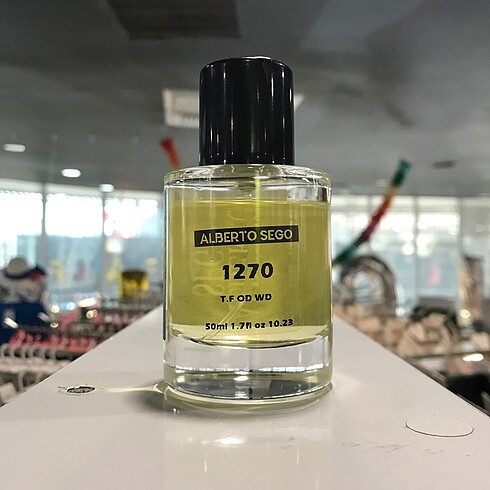 ALBERTO SEGO
1270
T.F OD WD
50ml 1.7fl oz 10.23